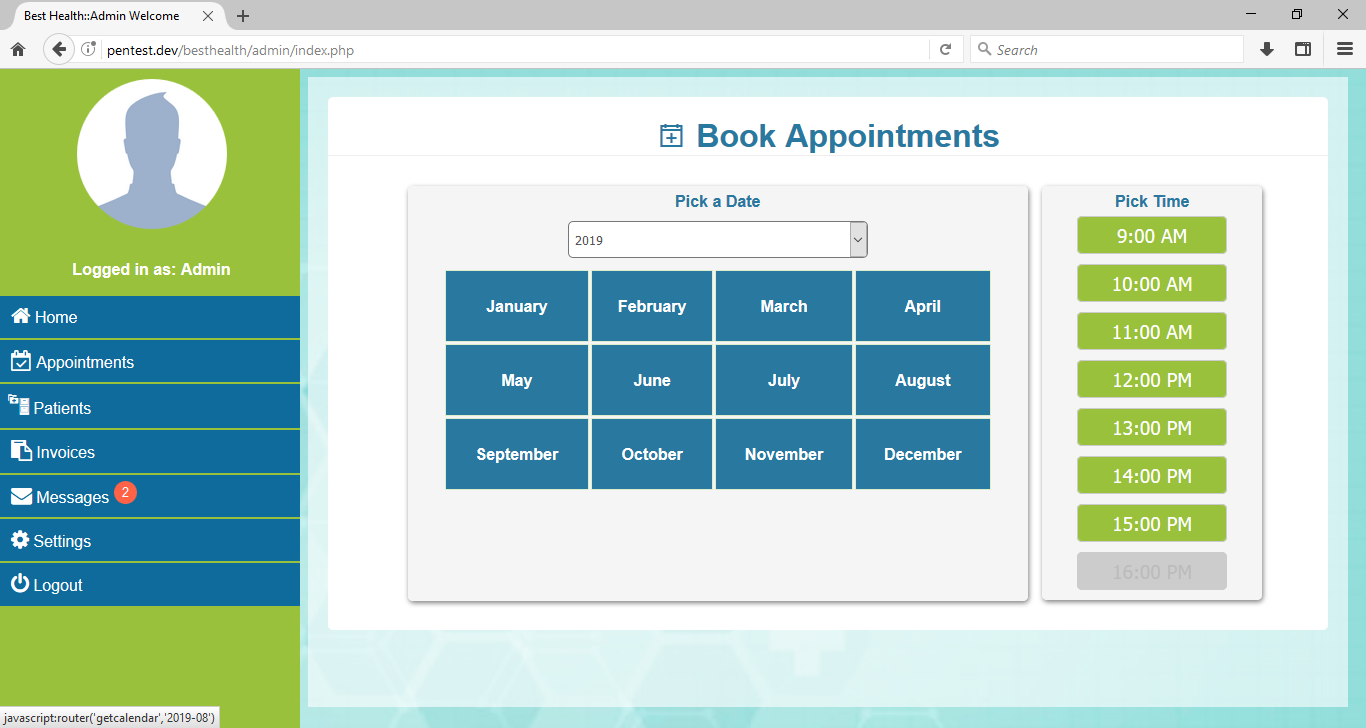 Best Health::Admin Welcome
pentest.dev/besthealth/admin/index.php
Search
Logged in as: Admin
Home
Appointments
Patients
Invoices
Messages 2
Settings
Logout
Book Appointments
Pick a Date
2019
January February March April
May June July August
September October November December
Pick Time
9:00 AM
10:00 AM
11:00 AM
12:00 PM
13:00 PM
14:00 PM
15:00 PM
16:00 PM
javascript:router('getcalendar','2019-08')